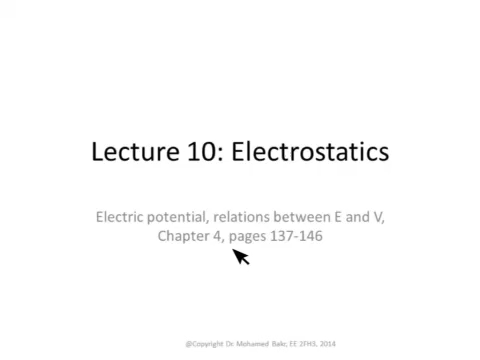 Lecture 10: Electrostatics
Electric potential, relations between E and V,
Chapter 4, pages 137-146
@Copyright Dr. Mohamed Bakr, EE 2FH3, 2014